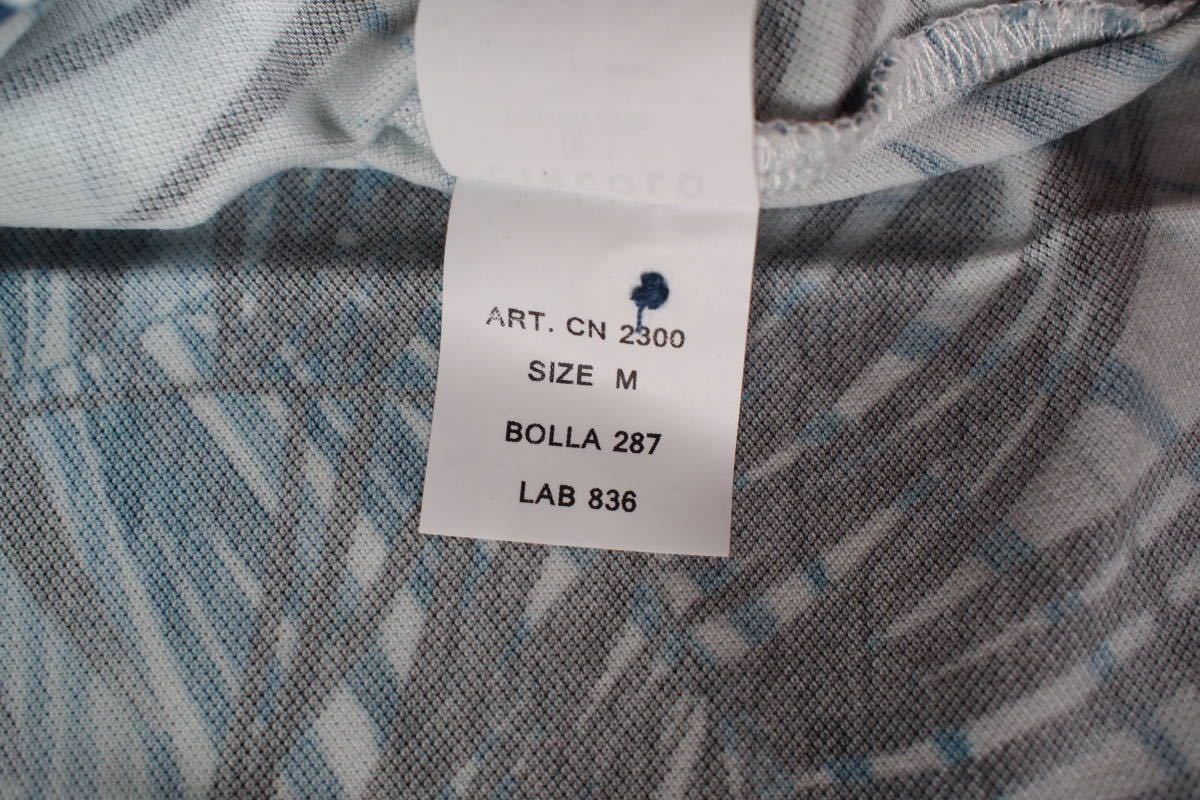 ART. CN 2300
SIZE M
BOLLA 287
LAB 836